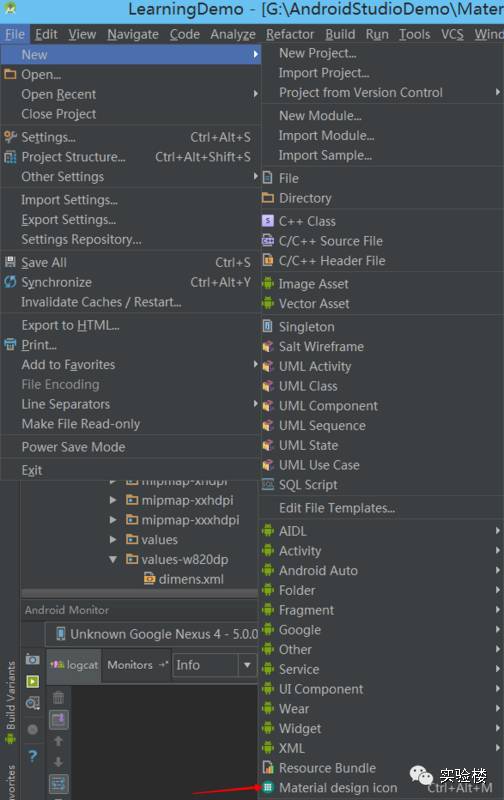 LearningDemo - [G:\AndroidStudioDemo\Mater
File Edit View Navigate Code Analyze Refactor Build Run Tools VCS Wind
New
Open...
Open Recent
Close Project
Settings... Ctrl+Alt+S
Project Structure... Ctrl+Alt+Shift+S
Other Settings
Import Settings...
Export Settings...
Settings Repository...
Save All Ctrl+S
Synchronize Ctrl+Alt+Y
Invalidate Caches / Restart...
Export to HTML...
Print...
Add to Favorites
File Encoding
Line Separators
Make File Read-only
Power Save Mode
Exit
New Project...
Import Project...
Project from Version Control
New Module...
Import Module...
Import Sample...
File
Directory
C++ Class
C/C++ Source File
C/C++ Header File
Image Asset
Vector Asset
Singleton
Salt Wireframe
UML Activity
UML Class
UML Component
UML Sequence
UML State
UML Use Case
SQL Script
Edit File Templates...
AIDL
Activity
Android Auto
Folder
Fragment
Google
Other
Service
UI Component
Wear
Widget
XML
Resource Bundle
Material design icon Ctrl+Alt+M
mipmap-xhdpi
mipmap-xxhdpi
mipmap-xxxhdpi
values
values-w820dp
dimens.xml
Android Monitor
Unknown Google Nexus 4 - 5.0.0
logcat Monitors Info
Build Variants
avorites
实验楼